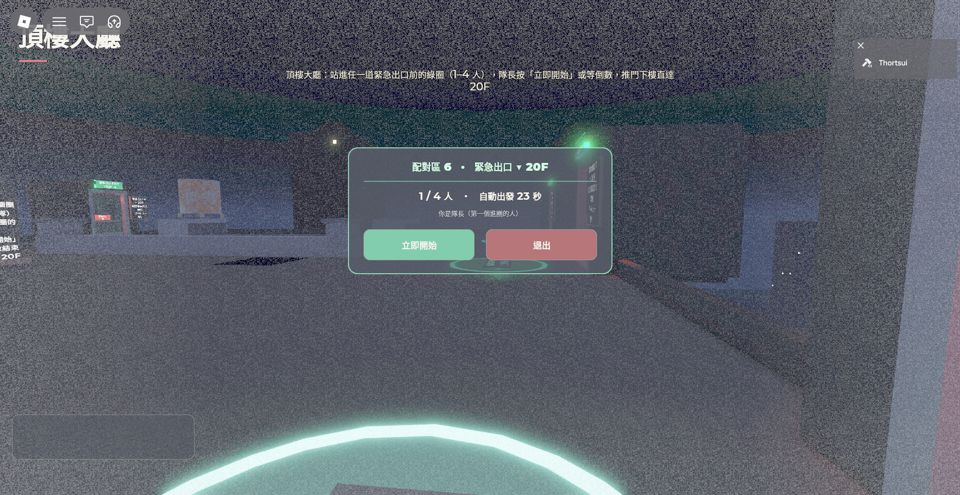 頂樓大廳
頂樓大廳：站進任一道緊急出口前的綠圈（1–4 人），隊長按「立即開始」或等倒數，推門下樓直達
20F
Thortsui
配對區 6 • 緊急出口 ▼ 20F
1 / 4 人 • 自動出發 23 秒
你是隊長（第一個進圈的人）
立即開始
退出
20F